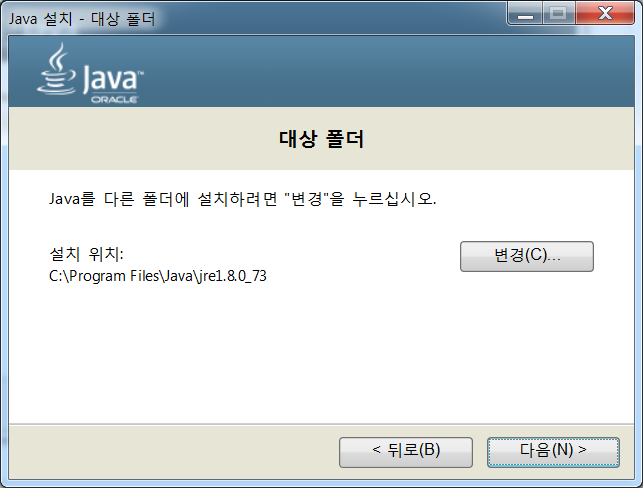 Java 설치 - 대상 폴더
Java™
ORACLE
대상 폴더
Java를 다른 폴더에 설치하려면 "변경"을 누르십시오.
설치 위치:
C:\Program Files\Java\jre1.8.0_73
변경(C)...
< 뒤로(B)
다음(N) >